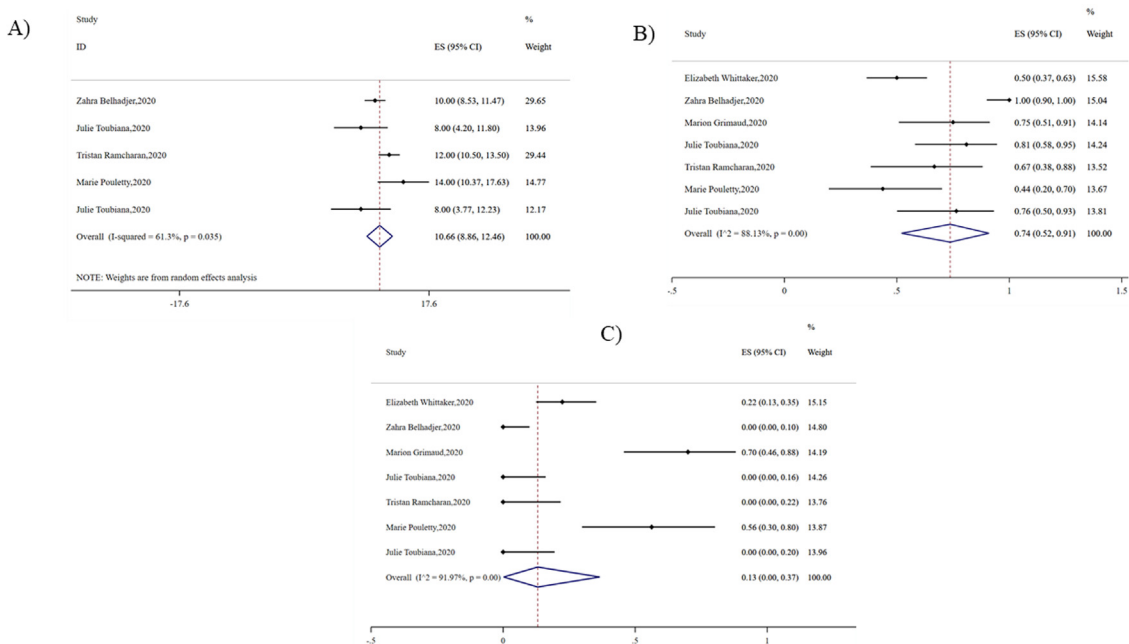 A)
Study %
ID ES (95% CI) Weight
Zahra Belhadjer,2020 10.00 (8.53, 11.47) 29.65
Julie Toubiana,2020 8.00 (4.20, 11.80) 13.96
Tristan Ramcharan,2020 12.00 (10.50, 13.50) 29.44
Marie Pouletty,2020 14.00 (10.37, 17.63) 14.77
Julie Toubiana,2020 8.00 (3.77, 12.23) 12.17
Overall (I-squared = 61.3%, p = 0.035) 10.66 (8.86, 12.46) 100.00
NOTE: Weights are from random effects analysis
-17.6 17.6
B)
%
Study ES (95% CI) Weight
Elizabeth Whittaker,2020 0.50 (0.37, 0.63) 15.58
Zahra Belhadjer,2020 1.00 (0.90, 1.00) 15.04
Marion Grimaud,2020 0.75 (0.51, 0.91) 14.14
Julie Toubiana,2020 0.81 (0.58, 0.95) 14.24
Tristan Ramcharan,2020 0.67 (0.38, 0.88) 13.52
Marie Pouletty,2020 0.44 (0.20, 0.70) 13.67
Julie Toubiana,2020 0.76 (0.50, 0.93) 13.81
Overall (I^2 = 88.13%, p = 0.00) 0.74 (0.52, 0.91) 100.00
-.5 0 .5 1 1.5
C)
%
Study ES (95% CI) Weight
Elizabeth Whittaker,2020 0.22 (0.13, 0.35) 15.15
Zahra Belhadjer,2020 0.00 (0.00, 0.10) 14.80
Marion Grimaud,2020 0.70 (0.46, 0.88) 14.19
Julie Toubiana,2020 0.00 (0.00, 0.16) 14.26
Tristan Ramcharan,2020 0.00 (0.00, 0.22) 13.76
Marie Pouletty,2020 0.56 (0.30, 0.80) 13.87
Julie Toubiana,2020 0.00 (0.00, 0.20) 13.96
Overall (I^2 = 91.97%, p = 0.00) 0.13 (0.00, 0.37) 100.00
-.5 0 .5 1